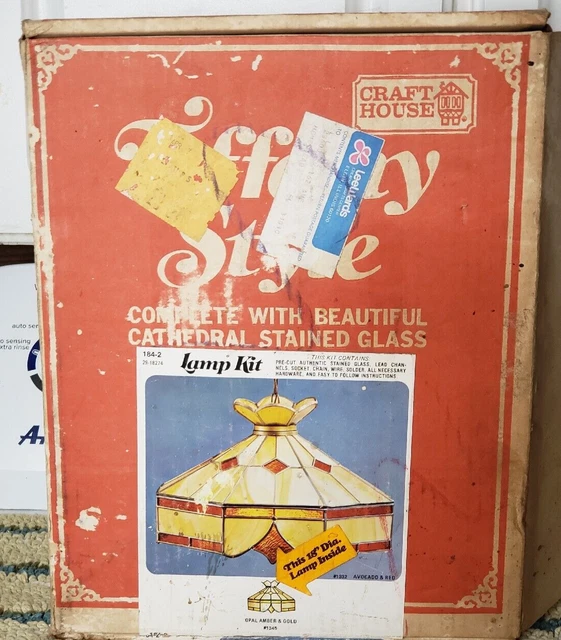 CRAFT
HOUSE
Style
LeeWards
COMPLETE WITH BEAUTIFUL
CATHEDRAL STAINED GLASS
184-2
Lamp Kit
THIS KIT CONTAINS:
PRE-CUT AUTHENTIC STAINED GLASS, LEAD CHAN-
NELS, SOCKET, CHAIN, WIRE, SOLDER, ALL NECESSARY
HARDWARE, AND EASY TO FOLLOW INSTRUCTIONS
This 18" Dia.
Lamp Inside
#1333 AVOCADO & RED
OPAL AMBER & GOLD
#1345
auto
sensing
extra rinse